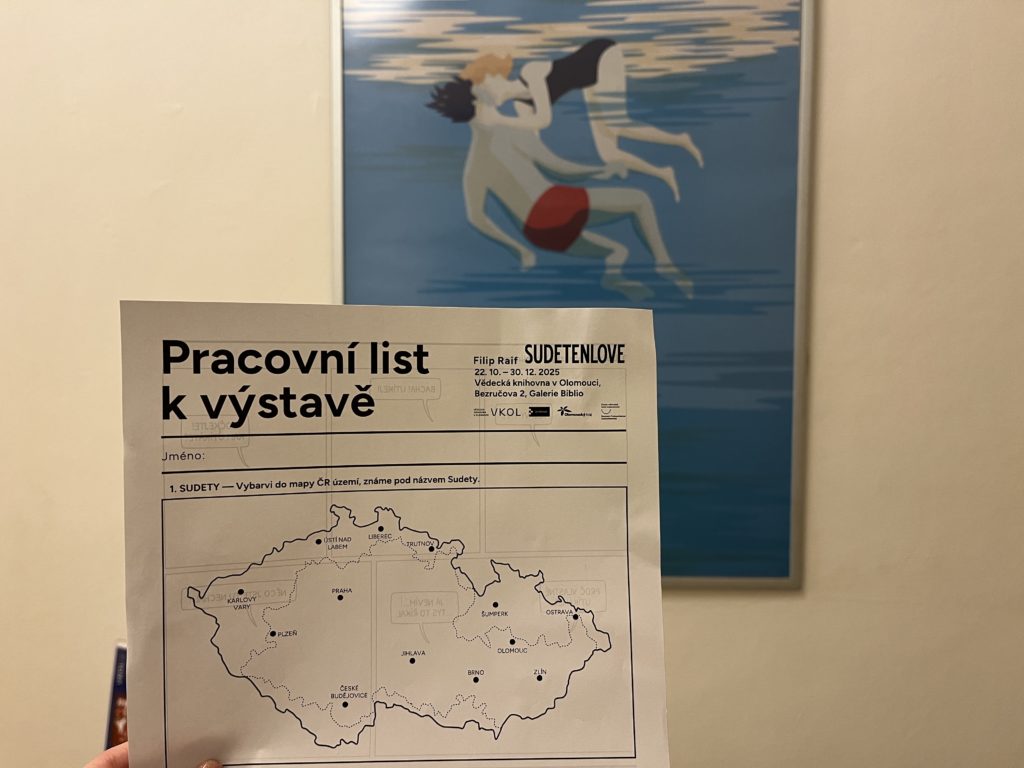 Pracovní list
k výstavě
Filip Raif SUDETENLOVE
22. 10. – 30. 12. 2025
Vědecká knihovna v Olomouci,
Bezručova 2, Galerie Biblio
VKOL
Jméno:
1. SUDETY — Vybarvi do mapy ČR území, známe pod názvem Sudety.
ÚSTÍ NAD
LABEM
LIBEREC
TRUTNOV
KARLOVY
VARY
PRAHA
ŠUMPERK
OSTRAVA
PLZEŇ
OLOMOUC
JIHLAVA
BRNO
ZLÍN
ČESKÉ
BUDĚJOVICE